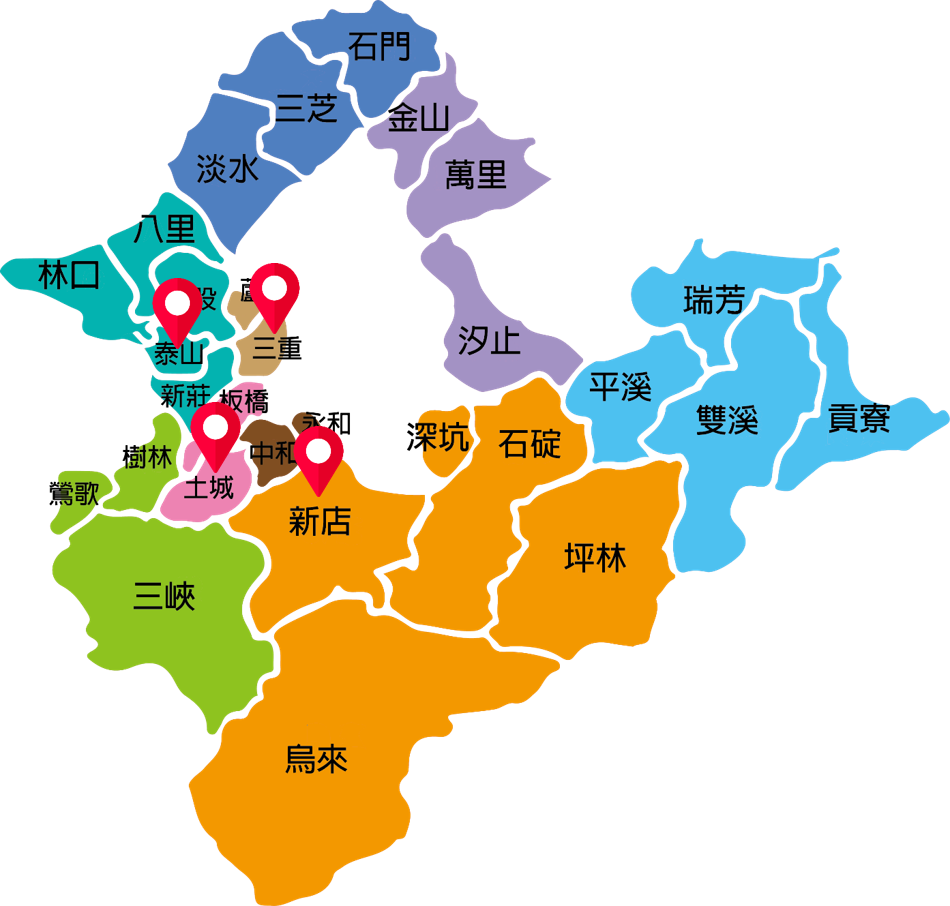 石門
三芝
金山
淡水
萬里
八里
林口
股
蘆
瑞芳
汐止
三重
泰山
平溪
新莊
板橋
雙溪
貢寮
永和
深坑
石碇
中和
樹林
土城
鶯歌
新店
坪林
三峽
烏來